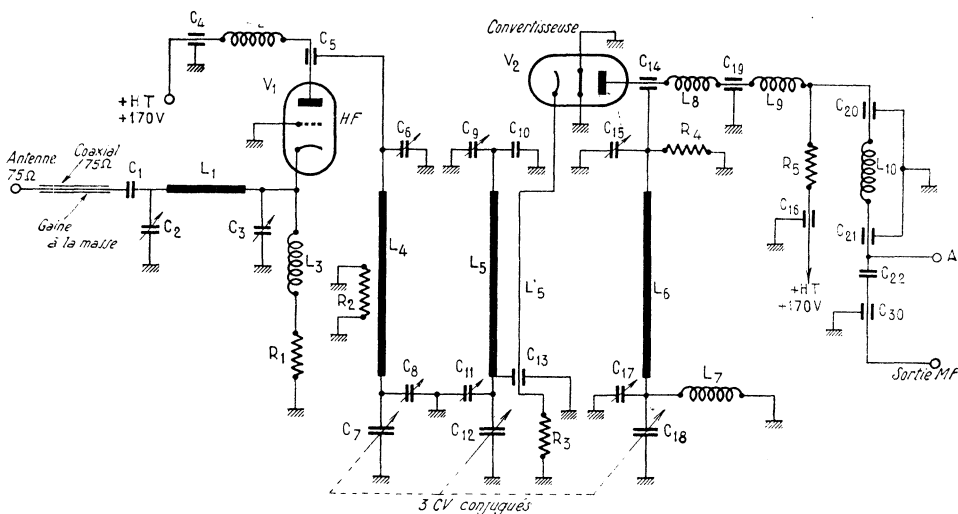 C4
C5
Convertisseuse
V1
V2
C14
C19
L8
L9
+HT
+170V
HF
C6
C9
C10
C15
R4
C20
Antenne
75Ω
Coaxial
75Ω
C1
L1
R5
L10
Gaine
à la masse
C2
C3
L3
L4
L5
L'5
L6
C16
C21
A
R2
+HT
+170V
C22
C30
R1
C8
C11
C13
C17
L7
Sortie MF
C7
C12
R3
C18
3 CV conjugués